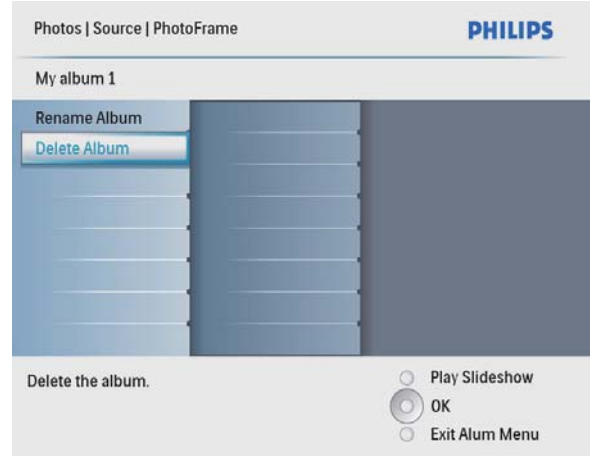 Photos | Source | PhotoFrame
PHILIPS
My album 1
Rename Album
Delete Album
Delete the album.
Play Slideshow
OK
Exit Alum Menu